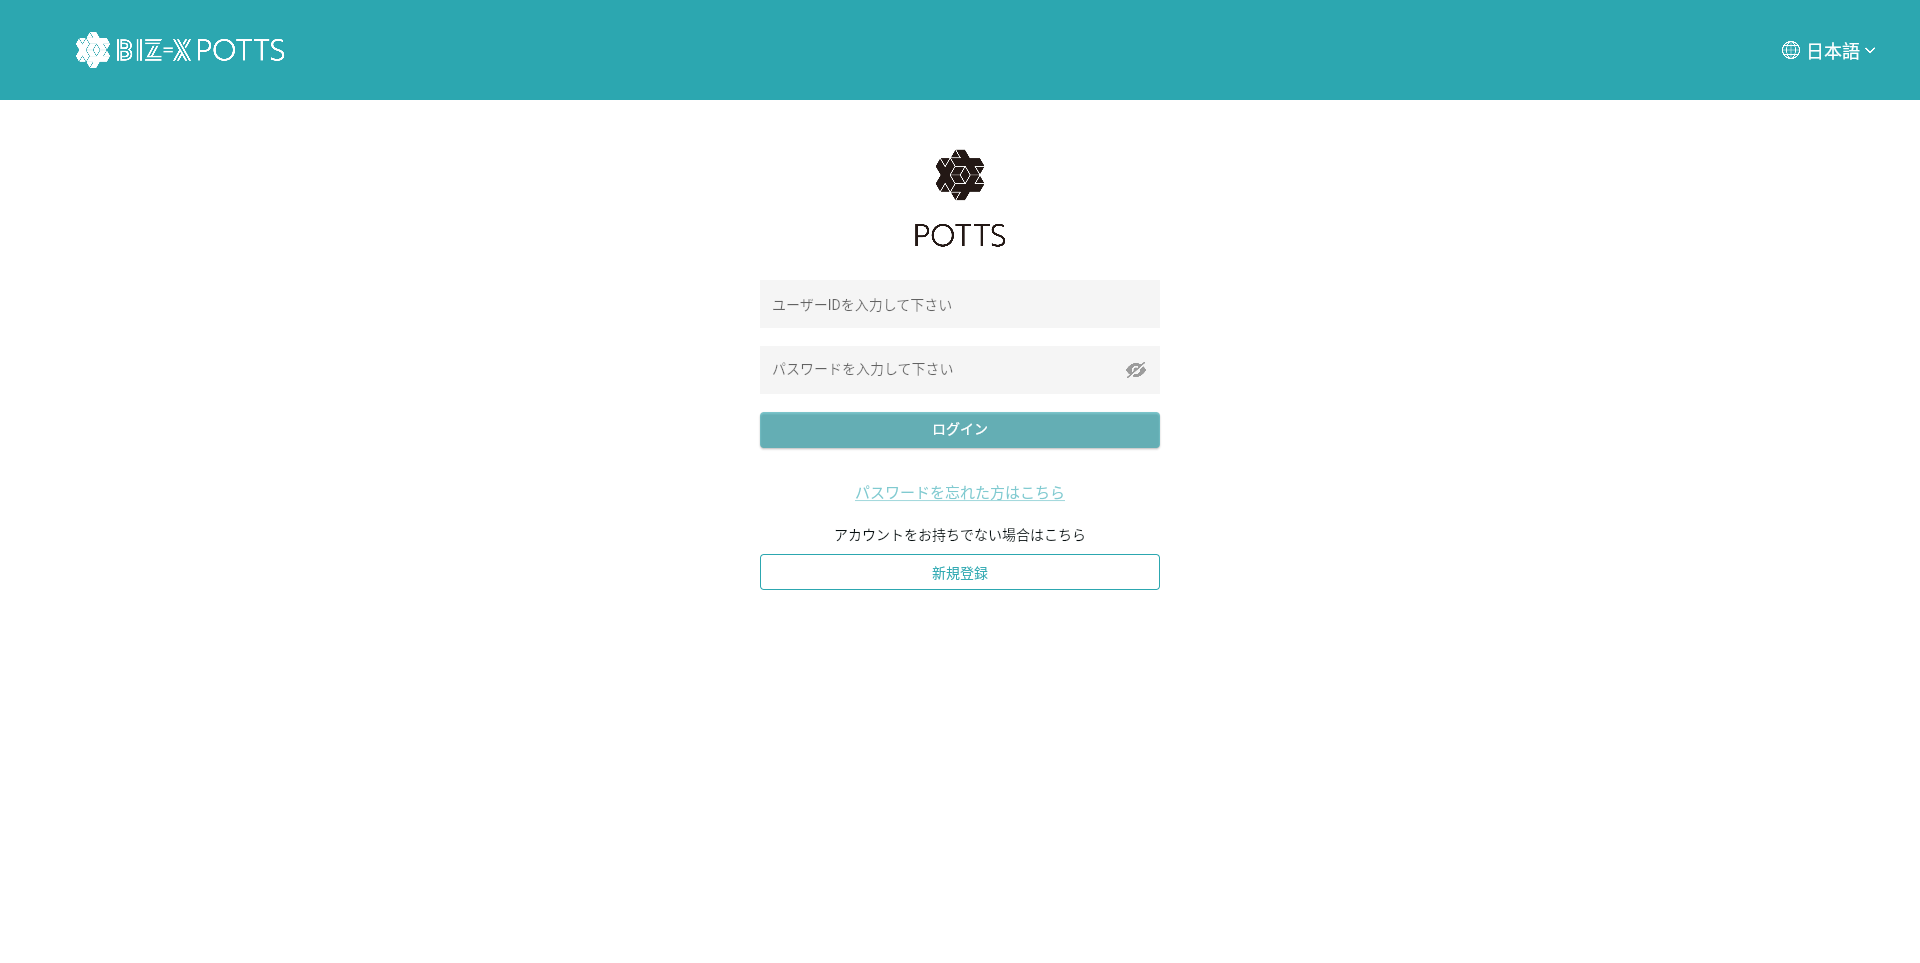 BIZ-X POTTS
日本語
POTTS
ユーザーIDを入力して下さい
パスワードを入力して下さい
ログイン
パスワードを忘れた方はこちら
アカウントをお持ちでない場合はこちら
新規登録